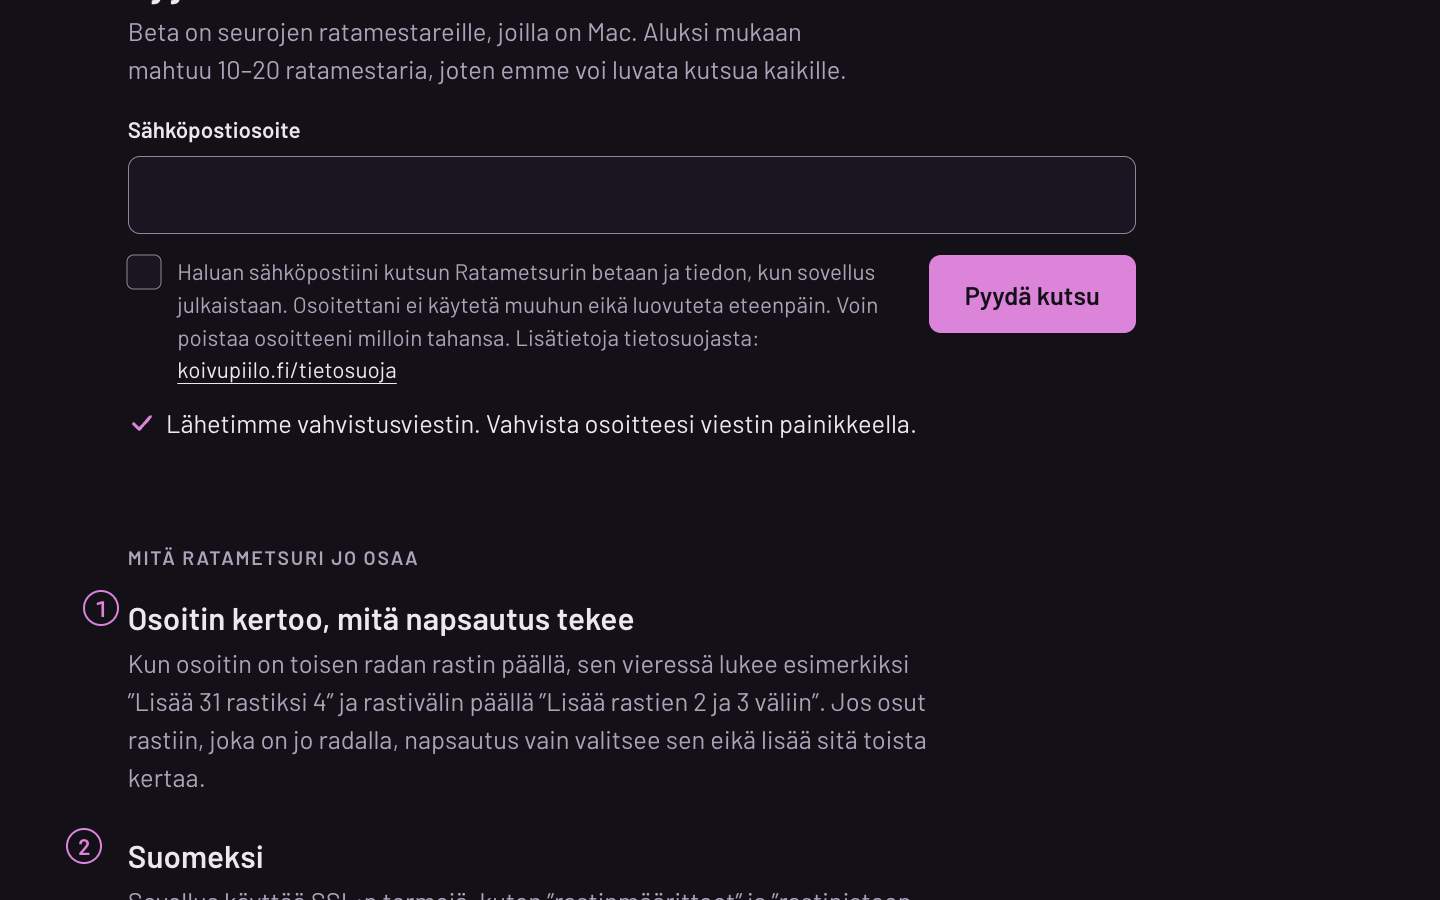 Beta on seurojen ratamestareille, joilla on Mac. Aluksi mukaan
mahtuu 10–20 ratamestaria, joten emme voi luvata kutsua kaikille.
Sähköpostiosoite
Haluan sähköpostiini kutsun Ratametsurin betaan ja tiedon, kun sovellus
julkaistaan. Osoitettani ei käytetä muuhun eikä luovuteta eteenpäin. Voin
poistaa osoitteeni milloin tahansa. Lisätietoja tietosuojasta:
koivupiilo.fi/tietosuoja
Pyydä kutsu
Lähetimme vahvistusviestin. Vahvista osoitteesi viestin painikkeella.
MITÄ RATAMETSURI JO OSAA
1 Osoitin kertoo, mitä napsautus tekee
Kun osoitin on toisen radan rastin päällä, sen vieressä lukee esimerkiksi
”Lisää 31 rastiksi 4” ja rastivälin päällä ”Lisää rastien 2 ja 3 väliin”. Jos osut
rastiin, joka on jo radalla, napsautus vain valitsee sen eikä lisää sitä toista
kertaa.
2 Suomeksi